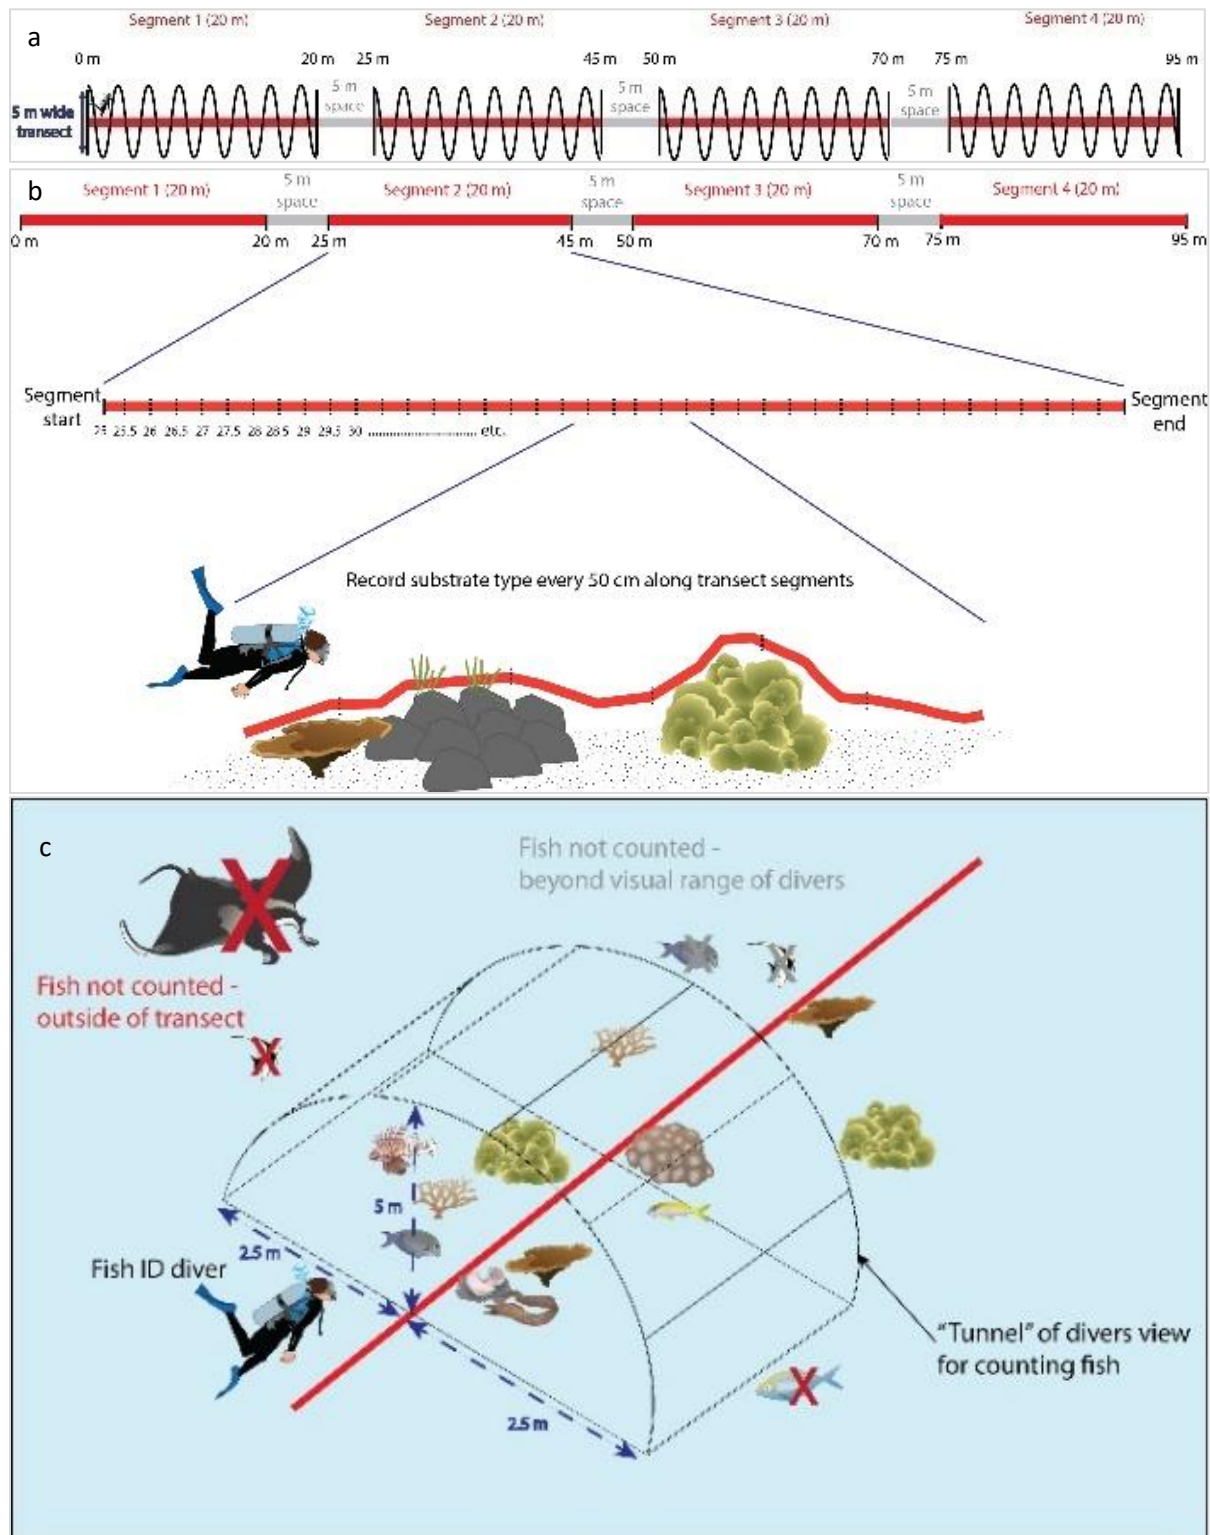 a
Segment 1 (20 m) Segment 2 (20 m) Segment 3 (20 m) Segment 4 (20 m)
0 m 20 m 25 m 45 m 50 m 70 m 75 m 95 m
5 m wide
transect
5 m
space
5 m
space
5 m
space
b
Segment 1 (20 m) Segment 2 (20 m) Segment 3 (20 m) Segment 4 (20 m)
5 m
space
5 m
space
5 m
space
0 m 20 m 25 m 45 m 50 m 70 m 75 m 95 m
Segment
start
Segment
end
25 25.5 26 26.5 27 27.5 28 28.5 29 29.5 30 ................................ etc.
Record substrate type every 50 cm along transect segments
c
Fish not counted -
beyond visual range of divers
Fish not counted -
outside of transect
X
X
X
X
5 m
2.5 m
Fish ID diver
"Tunnel" of divers view
for counting fish
2.5 m